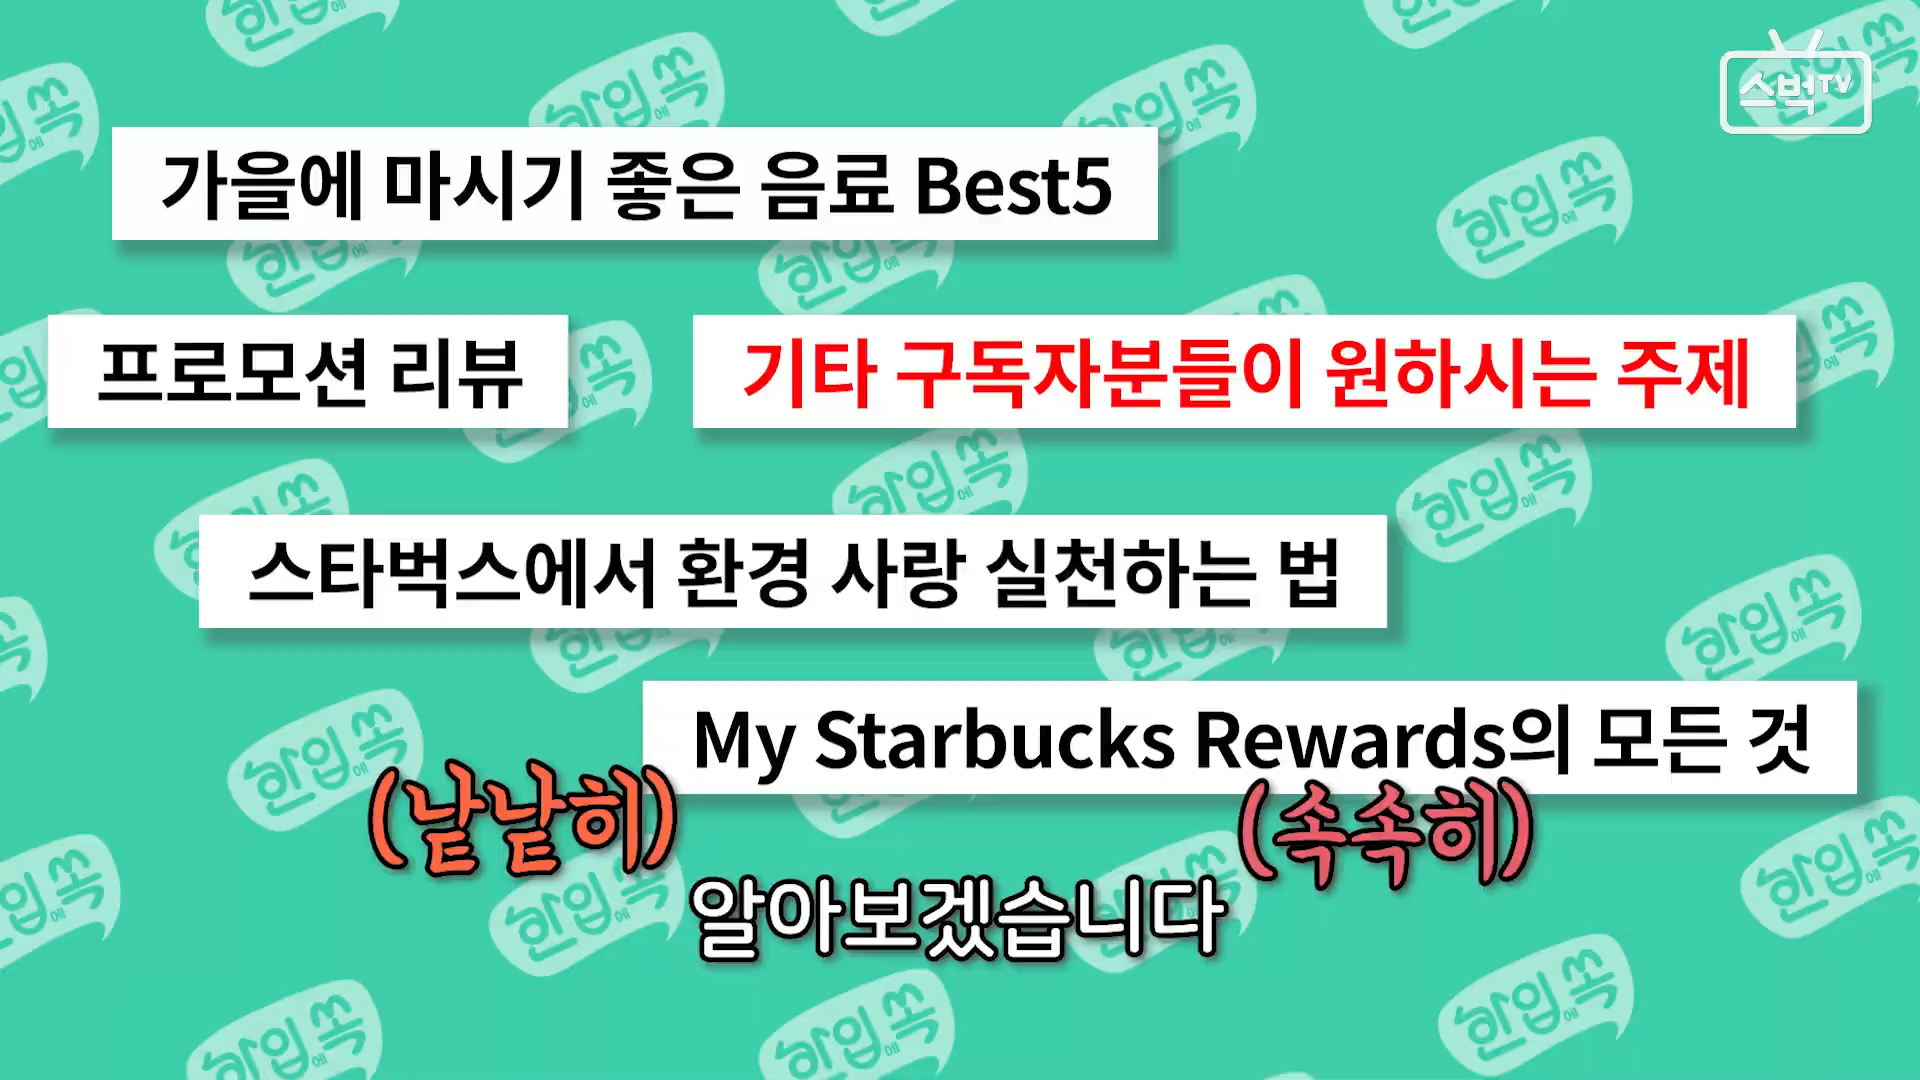 스벅TV
가을에 마시기 좋은 음료 Best5
프로모션 리뷰
기타 구독자분들이 원하시는 주제
스타벅스에서 환경 사랑 실천하는 법
My Starbucks Rewards의 모든 것
(낱낱히)
(속속히)
알아보겠습니다
한입에쏙